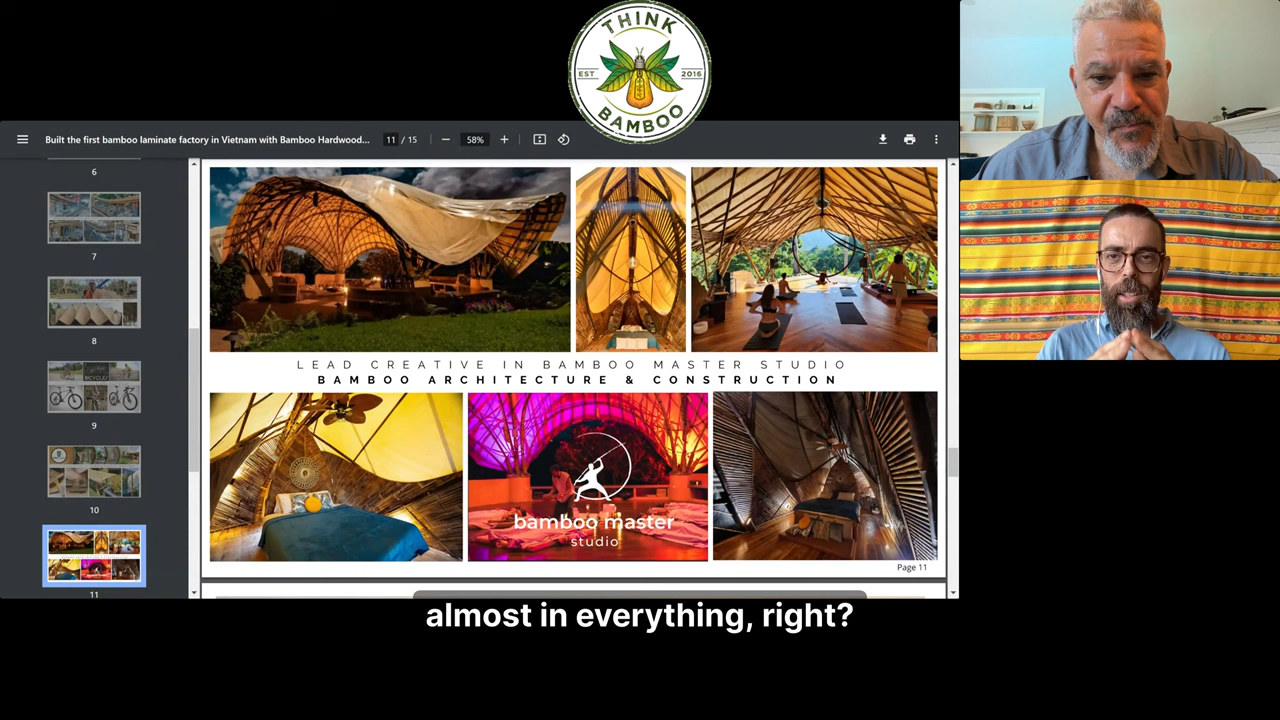 THINK
EST 2016
BAMBOO
Built the first bamboo laminate factory in Vietnam with Bamboo Hardwood...
11 / 15
58%
6
7
8
9
10
11
LEAD CREATIVE IN BAMBOO MASTER STUDIO
BAMBOO ARCHITECTURE & CONSTRUCTION
bamboo master
studio
Page 11
almost in everything, right?